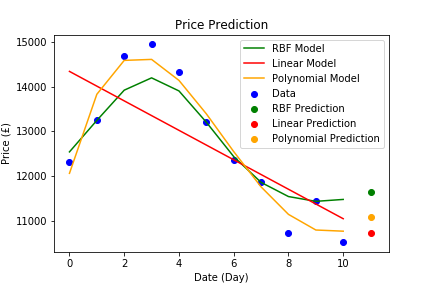 Price Prediction
15000
14000
13000
12000
11000
Price (£)
RBF Model
Linear Model
Polynomial Model
Data
RBF Prediction
Linear Prediction
Polynomial Prediction
0 2 4 6 8 10
Date (Day)